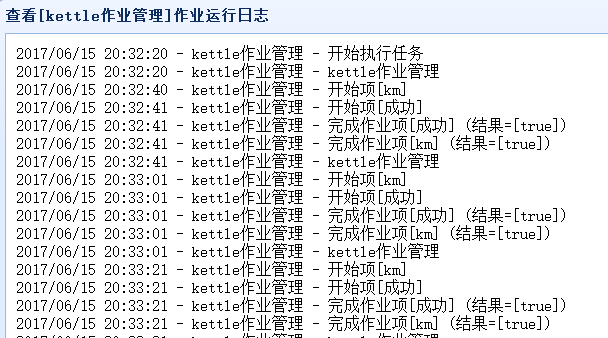 查看[kettle作业管理]作业运行日志
2017/06/15 20:32:20 - kettle作业管理 - 开始执行任务
2017/06/15 20:32:20 - kettle作业管理 - kettle作业管理
2017/06/15 20:32:40 - kettle作业管理 - 开始项[km]
2017/06/15 20:32:41 - kettle作业管理 - 开始项[成功]
2017/06/15 20:32:41 - kettle作业管理 - 完成作业项[成功] (结果=[true])
2017/06/15 20:32:41 - kettle作业管理 - 完成作业项[km] (结果=[true])
2017/06/15 20:32:41 - kettle作业管理 - kettle作业管理
2017/06/15 20:33:01 - kettle作业管理 - 开始项[km]
2017/06/15 20:33:01 - kettle作业管理 - 开始项[成功]
2017/06/15 20:33:01 - kettle作业管理 - 完成作业项[成功] (结果=[true])
2017/06/15 20:33:01 - kettle作业管理 - 完成作业项[km] (结果=[true])
2017/06/15 20:33:01 - kettle作业管理 - kettle作业管理
2017/06/15 20:33:21 - kettle作业管理 - 开始项[km]
2017/06/15 20:33:21 - kettle作业管理 - 开始项[成功]
2017/06/15 20:33:21 - kettle作业管理 - 完成作业项[成功] (结果=[true])
2017/06/15 20:33:21 - kettle作业管理 - 完成作业项[km] (结果=[true])